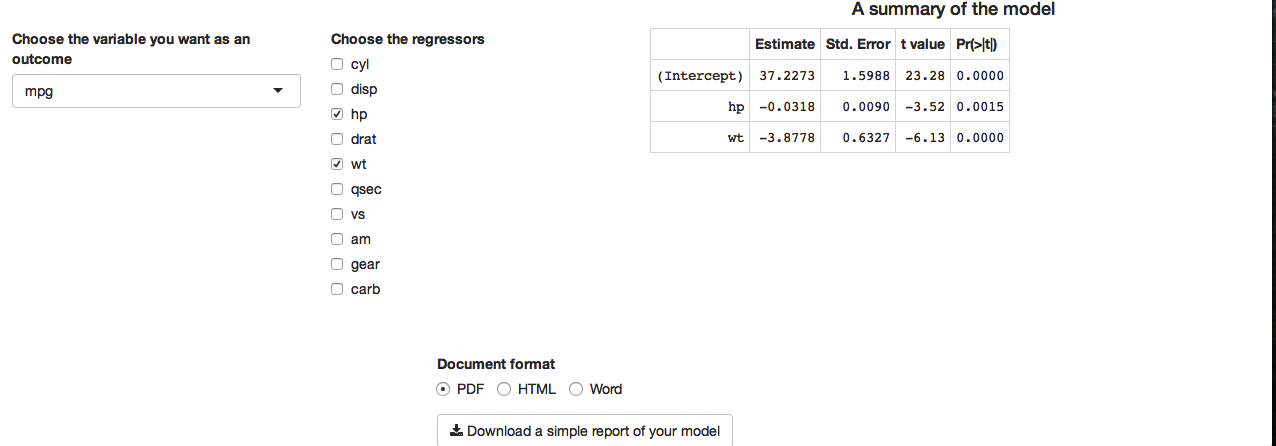 A summary of the model
Choose the variable you want as an
outcome
mpg
Choose the regressors
cyl
disp
hp
drat
wt
qsec
vs
am
gear
carb
Estimate Std. Error t value Pr(>|t|)
(Intercept) 37.2273 1.5988 23.28 0.0000
hp -0.0318 0.0090 -3.52 0.0015
wt -3.8778 0.6327 -6.13 0.0000
Document format
PDF HTML Word
Download a simple report of your model